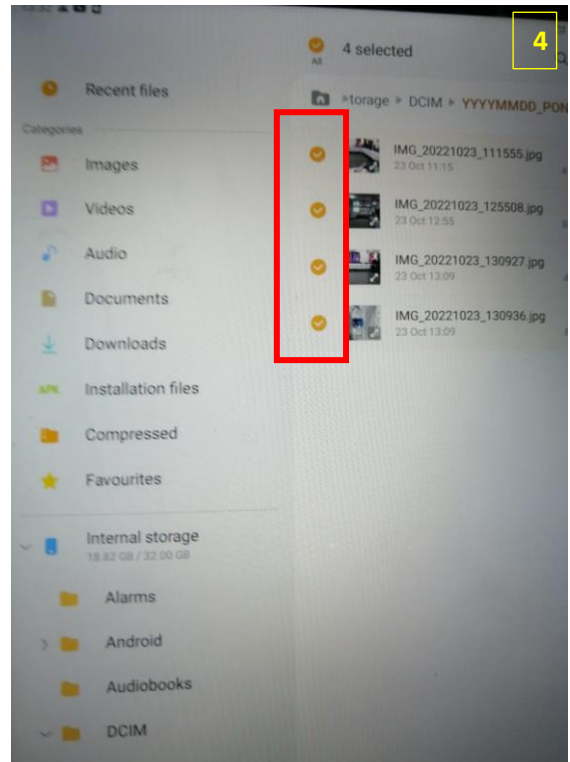 4
4 selected
All
Recent files
storage ▸ DCIM ▸ YYYYMMDD_PON
Categories
Images
IMG_20221023_111555.jpg
23 Oct 11:15
Videos
IMG_20221023_125508.jpg
23 Oct 12:55
Audio
IMG_20221023_130927.jpg
23 Oct 13:09
Documents
IMG_20221023_130936.jpg
23 Oct 13:09
Downloads
APK
Installation files
Compressed
Favourites
Internal storage
18.82 GB / 32.00 GB
Alarms
Android
Audiobooks
DCIM